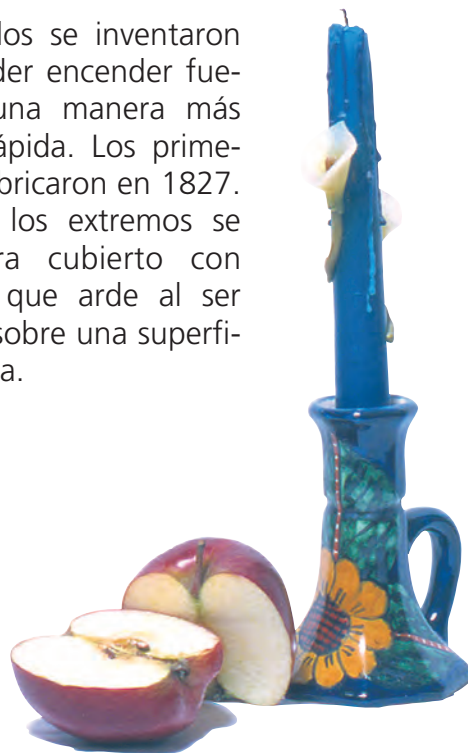 los se inventaron
der encender fue-
una manera más
ápida. Los prime-
bricaron en 1827.
los extremos se
ra cubierto con
que arde al ser
sobre una superfi-
a.